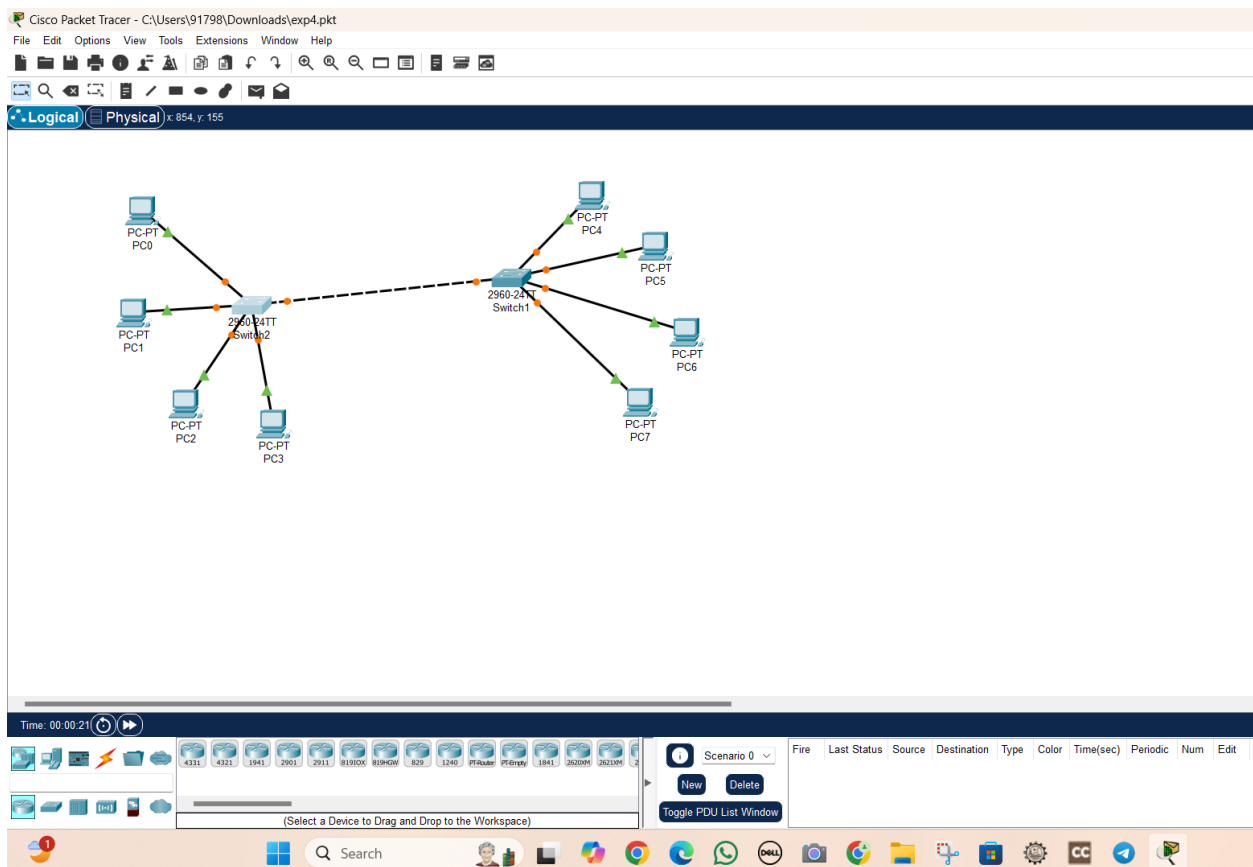 Cisco Packet Tracer - C:\Users\91798\Downloads\exp4.pkt
File Edit Options View Tools Extensions Window Help
Logical Physical x: 854, y: 155
PC-PT
PC0
PC-PT
PC1
PC-PT
PC2
PC-PT
PC3
2960-24TT
Switch2
2960-24TT
Switch1
PC-PT
PC4
PC-PT
PC5
PC-PT
PC6
PC-PT
PC7
Time: 00:00:21
4331 4321 1941 2901 2911 819IOX 819HGW 829 1240 PT-Router PT-Empty 1841 2620XM 2621XM 2
(Select a Device to Drag and Drop to the Workspace)
Scenario 0
New Delete
Toggle PDU List Window
Fire Last Status Source Destination Type Color Time(sec) Periodic Num Edit
1
Search
DELL
CC